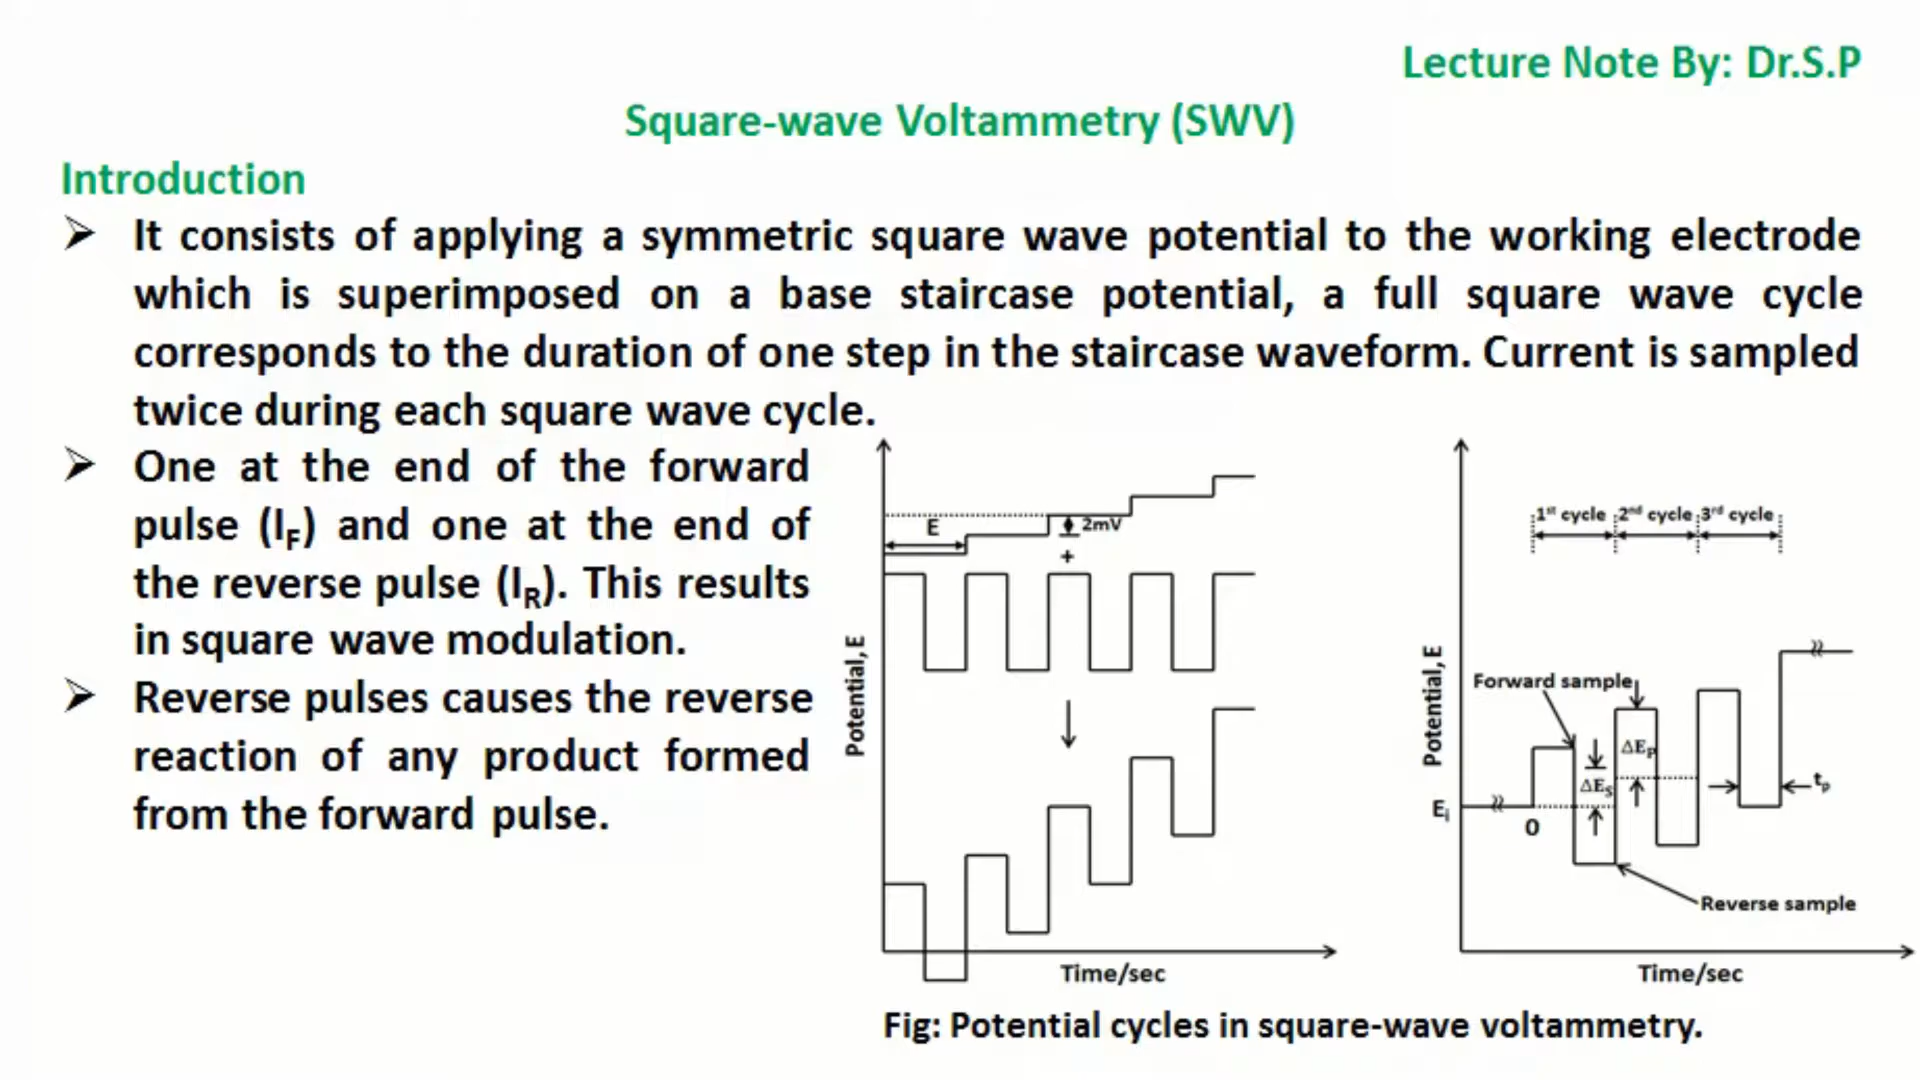 Lecture Note By: Dr.S.P
Square-wave Voltammetry (SWV)
Introduction
➢ It consists of applying a symmetric square wave potential to the working electrode
which is superimposed on a base staircase potential, a full square wave cycle
corresponds to the duration of one step in the staircase waveform. Current is sampled
twice during each square wave cycle.
➢ One at the end of the forward
pulse (I_F) and one at the end of
the reverse pulse (I_R). This results
in square wave modulation.
➢ Reverse pulses causes the reverse
reaction of any product formed
from the forward pulse.
E
2mV
+
Potential, E
Time/sec
1st cycle 2nd cycle 3rd cycle
Potential, E
Forward sample
ΔE_P
ΔE_S
t_p
E_i
0
Reverse sample
Time/sec
Fig: Potential cycles in square-wave voltammetry.